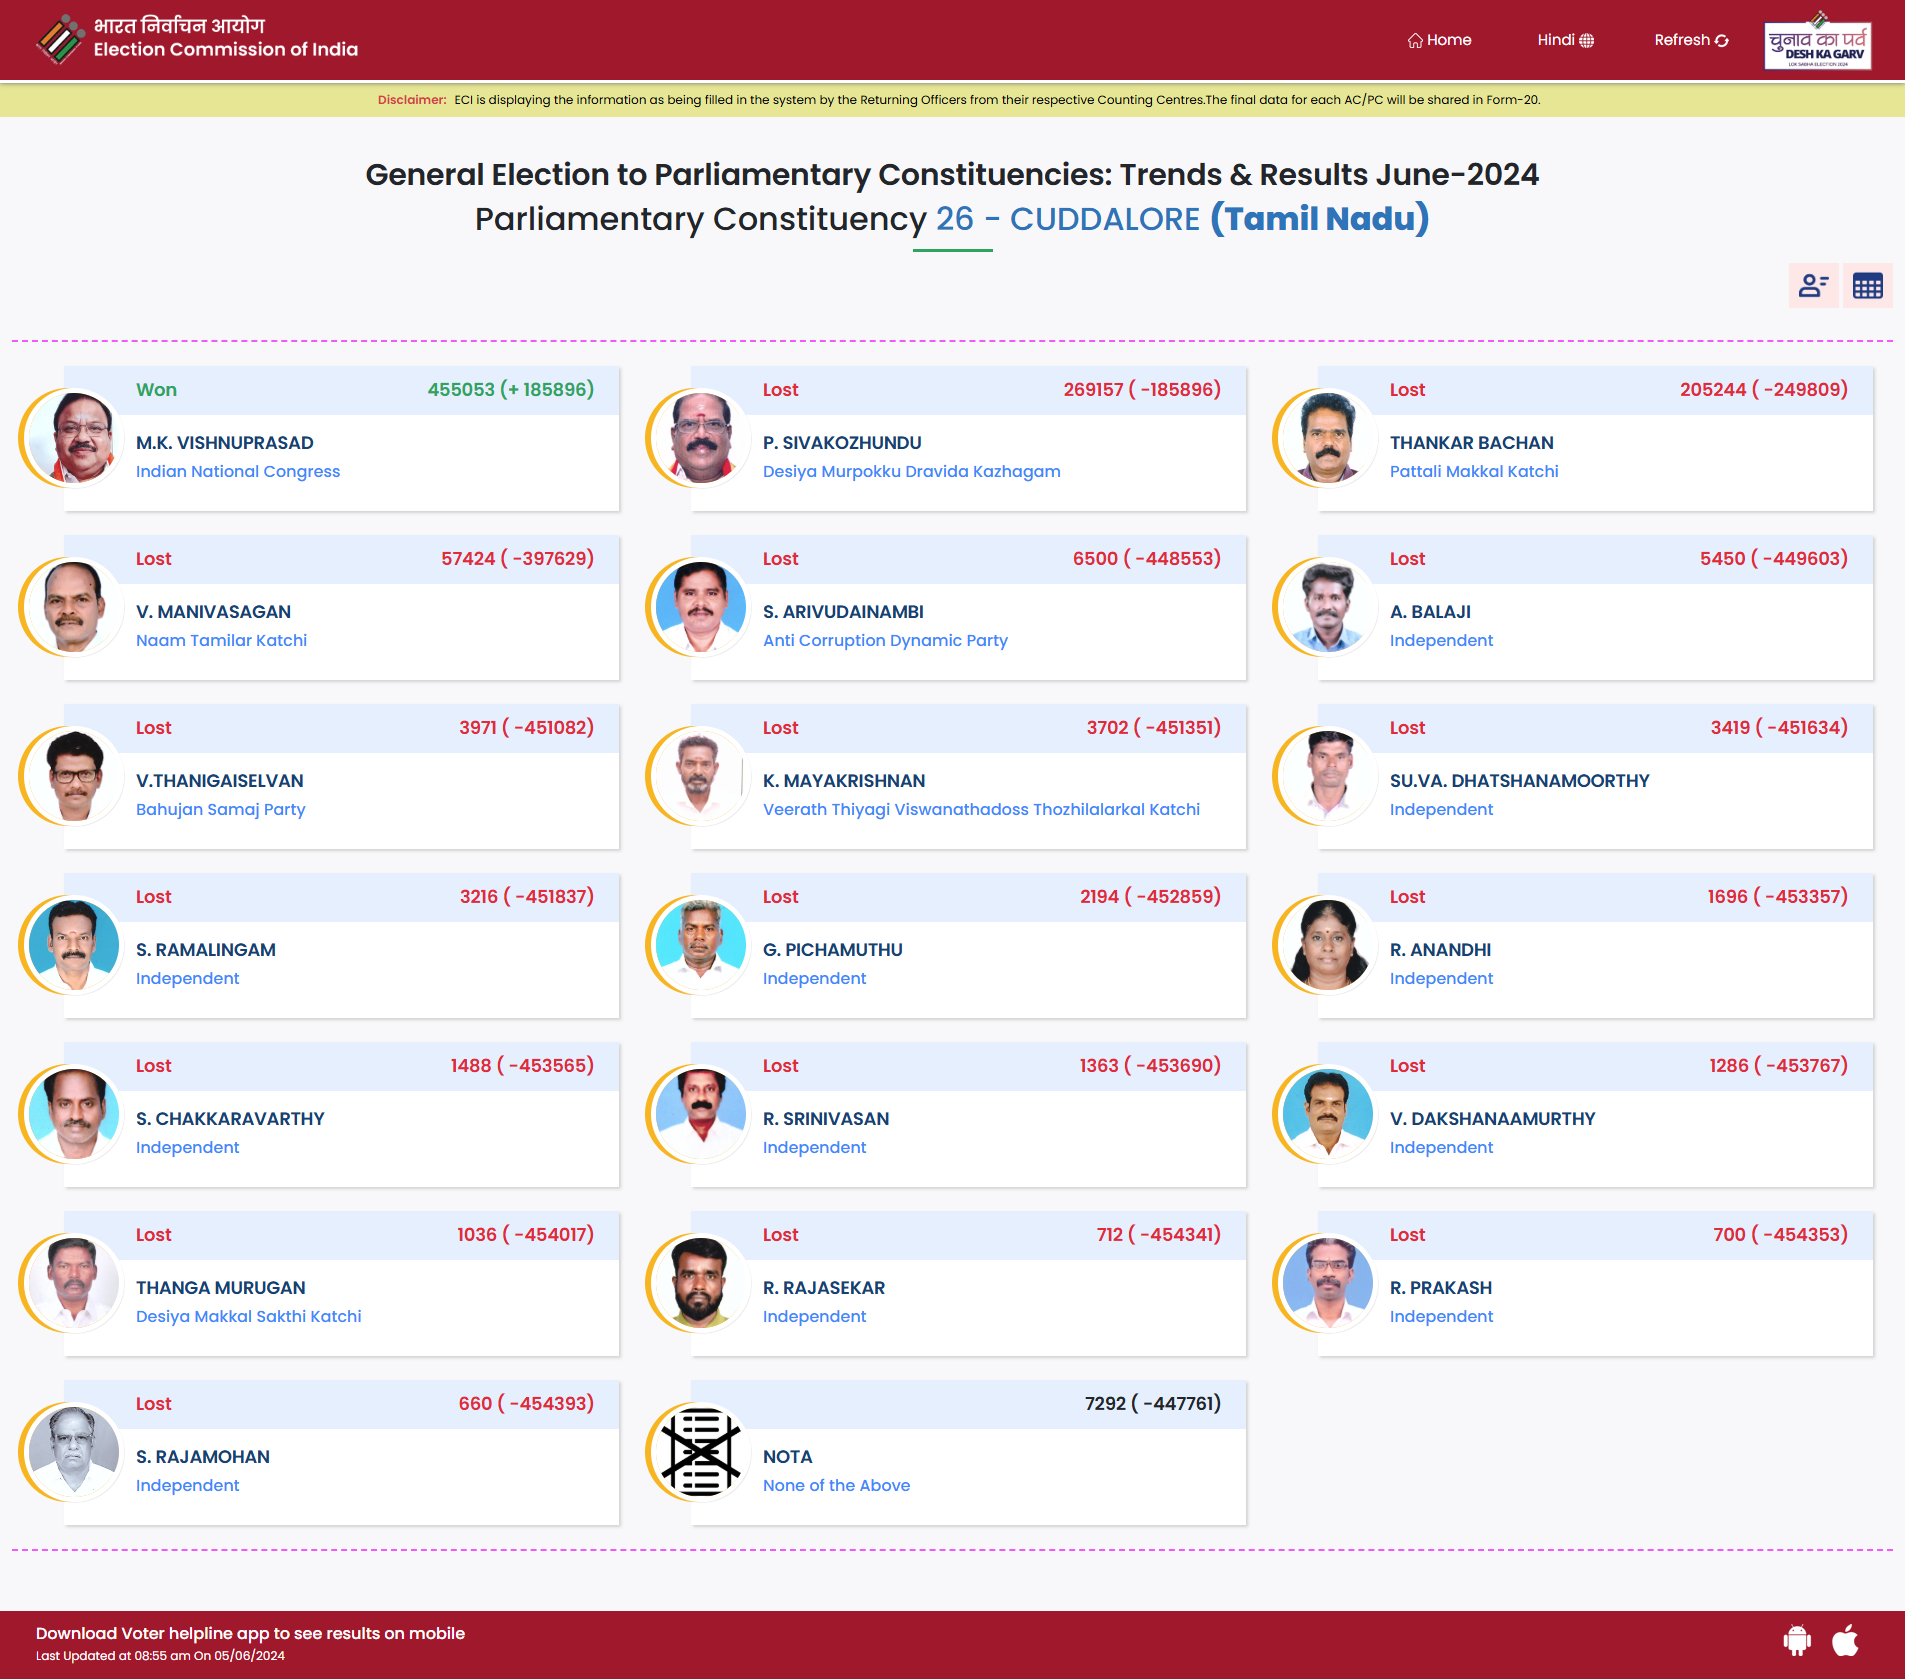 भारत निर्वाचन आयोग
Election Commission of India
Home
Hindi
Refresh
चुनाव का पर्व
DESH KA GARV
LOK SABHA ELECTION 2024
Disclaimer: ECI is displaying the information as being filled in the system by the Returning Officers from their respective Counting Centres.The final data for each AC/PC will be shared in Form-20.
General Election to Parliamentary Constituencies: Trends & Results June-2024
Parliamentary Constituency 26 - CUDDALORE (Tamil Nadu)
Won 455053 (+ 185896)
M.K. VISHNUPRASAD
Indian National Congress
Lost 269157 ( -185896)
P. SIVAKOZHUNDU
Desiya Murpokku Dravida Kazhagam
Lost 205244 ( -249809)
THANKAR BACHAN
Pattali Makkal Katchi
Lost 57424 ( -397629)
V. MANIVASAGAN
Naam Tamilar Katchi
Lost 6500 ( -448553)
S. ARIVUDAINAMBI
Anti Corruption Dynamic Party
Lost 5450 ( -449603)
A. BALAJI
Independent
Lost 3971 ( -451082)
V.THANIGAISELVAN
Bahujan Samaj Party
Lost 3702 ( -451351)
K. MAYAKRISHNAN
Veerath Thiyagi Viswanathadoss Thozhilalarkal Katchi
Lost 3419 ( -451634)
SU.VA. DHATSHANAMOORTHY
Independent
Lost 3216 ( -451837)
S. RAMALINGAM
Independent
Lost 2194 ( -452859)
G. PICHAMUTHU
Independent
Lost 1696 ( -453357)
R. ANANDHI
Independent
Lost 1488 ( -453565)
S. CHAKKARAVARTHY
Independent
Lost 1363 ( -453690)
R. SRINIVASAN
Independent
Lost 1286 ( -453767)
V. DAKSHANAAMURTHY
Independent
Lost 1036 ( -454017)
THANGA MURUGAN
Desiya Makkal Sakthi Katchi
Lost 712 ( -454341)
R. RAJASEKAR
Independent
Lost 700 ( -454353)
R. PRAKASH
Independent
Lost 660 ( -454393)
S. RAJAMOHAN
Independent
7292 ( -447761)
NOTA
None of the Above
Download Voter helpline app to see results on mobile
Last Updated at 08:55 am On 05/06/2024